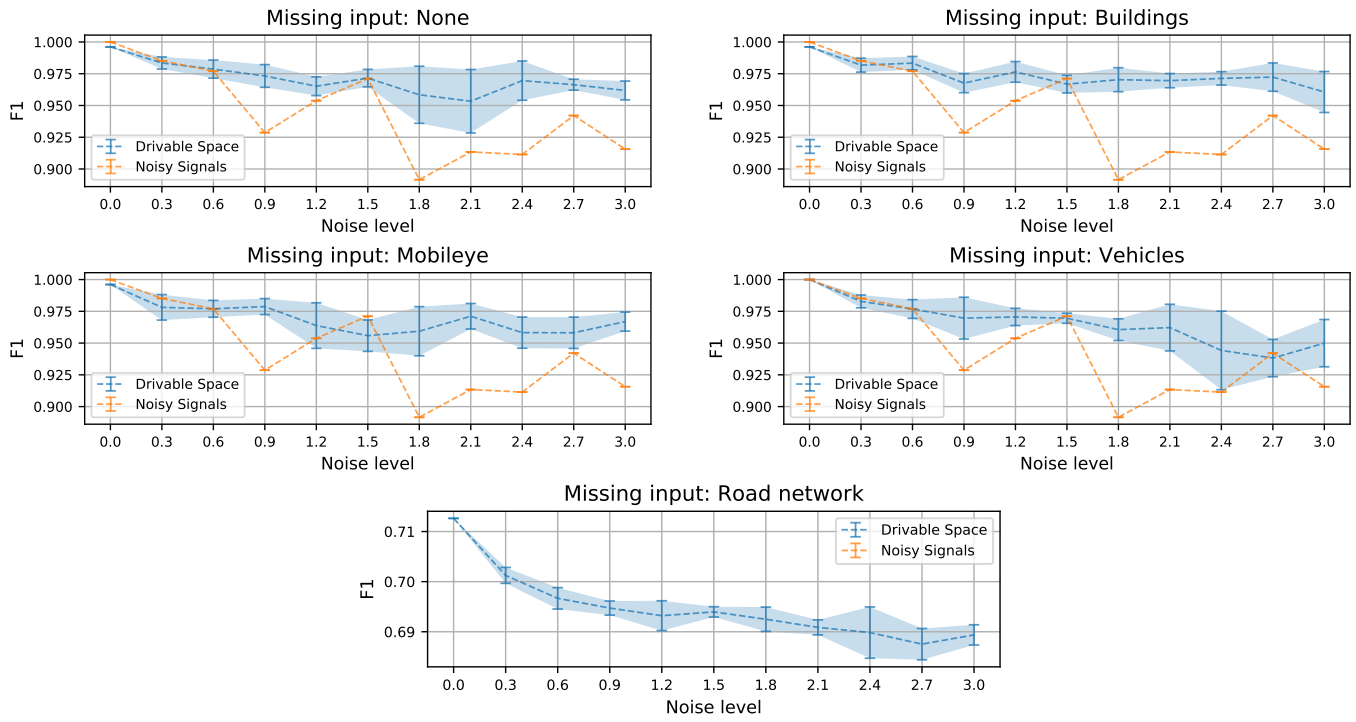 Missing input: None
1.000
0.975
0.950
0.925
0.900
F1
Drivable Space
Noisy Signals
0.0 0.3 0.6 0.9 1.2 1.5 1.8 2.1 2.4 2.7 3.0
Noise level
Missing input: Buildings
1.000
0.975
0.950
0.925
0.900
F1
Drivable Space
Noisy Signals
0.0 0.3 0.6 0.9 1.2 1.5 1.8 2.1 2.4 2.7 3.0
Noise level
Missing input: Mobileye
1.000
0.975
0.950
0.925
0.900
F1
Drivable Space
Noisy Signals
0.0 0.3 0.6 0.9 1.2 1.5 1.8 2.1 2.4 2.7 3.0
Noise level
Missing input: Vehicles
1.000
0.975
0.950
0.925
0.900
F1
Drivable Space
Noisy Signals
0.0 0.3 0.6 0.9 1.2 1.5 1.8 2.1 2.4 2.7 3.0
Noise level
Missing input: Road network
0.71
0.70
0.69
F1
Drivable Space
Noisy Signals
0.0 0.3 0.6 0.9 1.2 1.5 1.8 2.1 2.4 2.7 3.0
Noise level